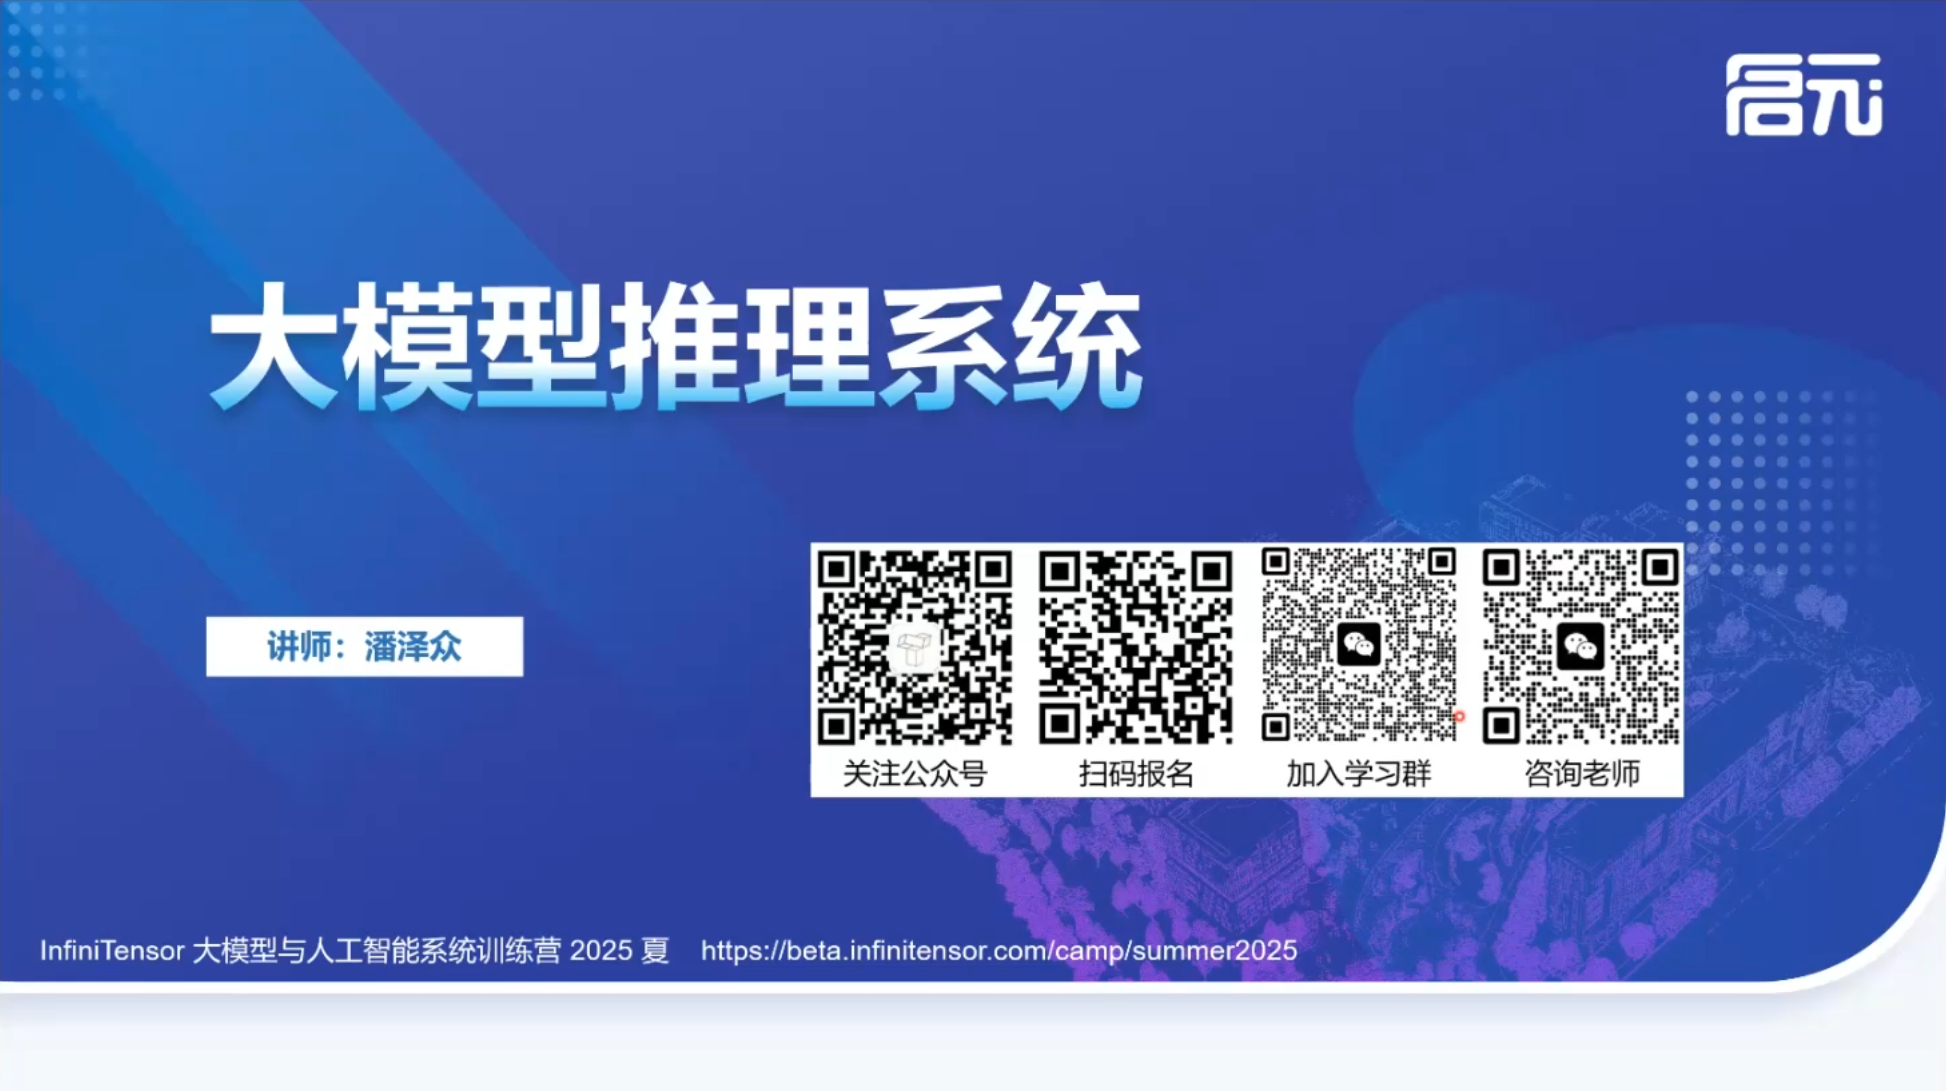 启元
大模型推理系统
讲师：潘泽众
关注公众号
扫码报名
加入学习群
咨询老师
InfiniTensor 大模型与人工智能系统训练营 2025 夏 https://beta.infinitensor.com/camp/summer2025